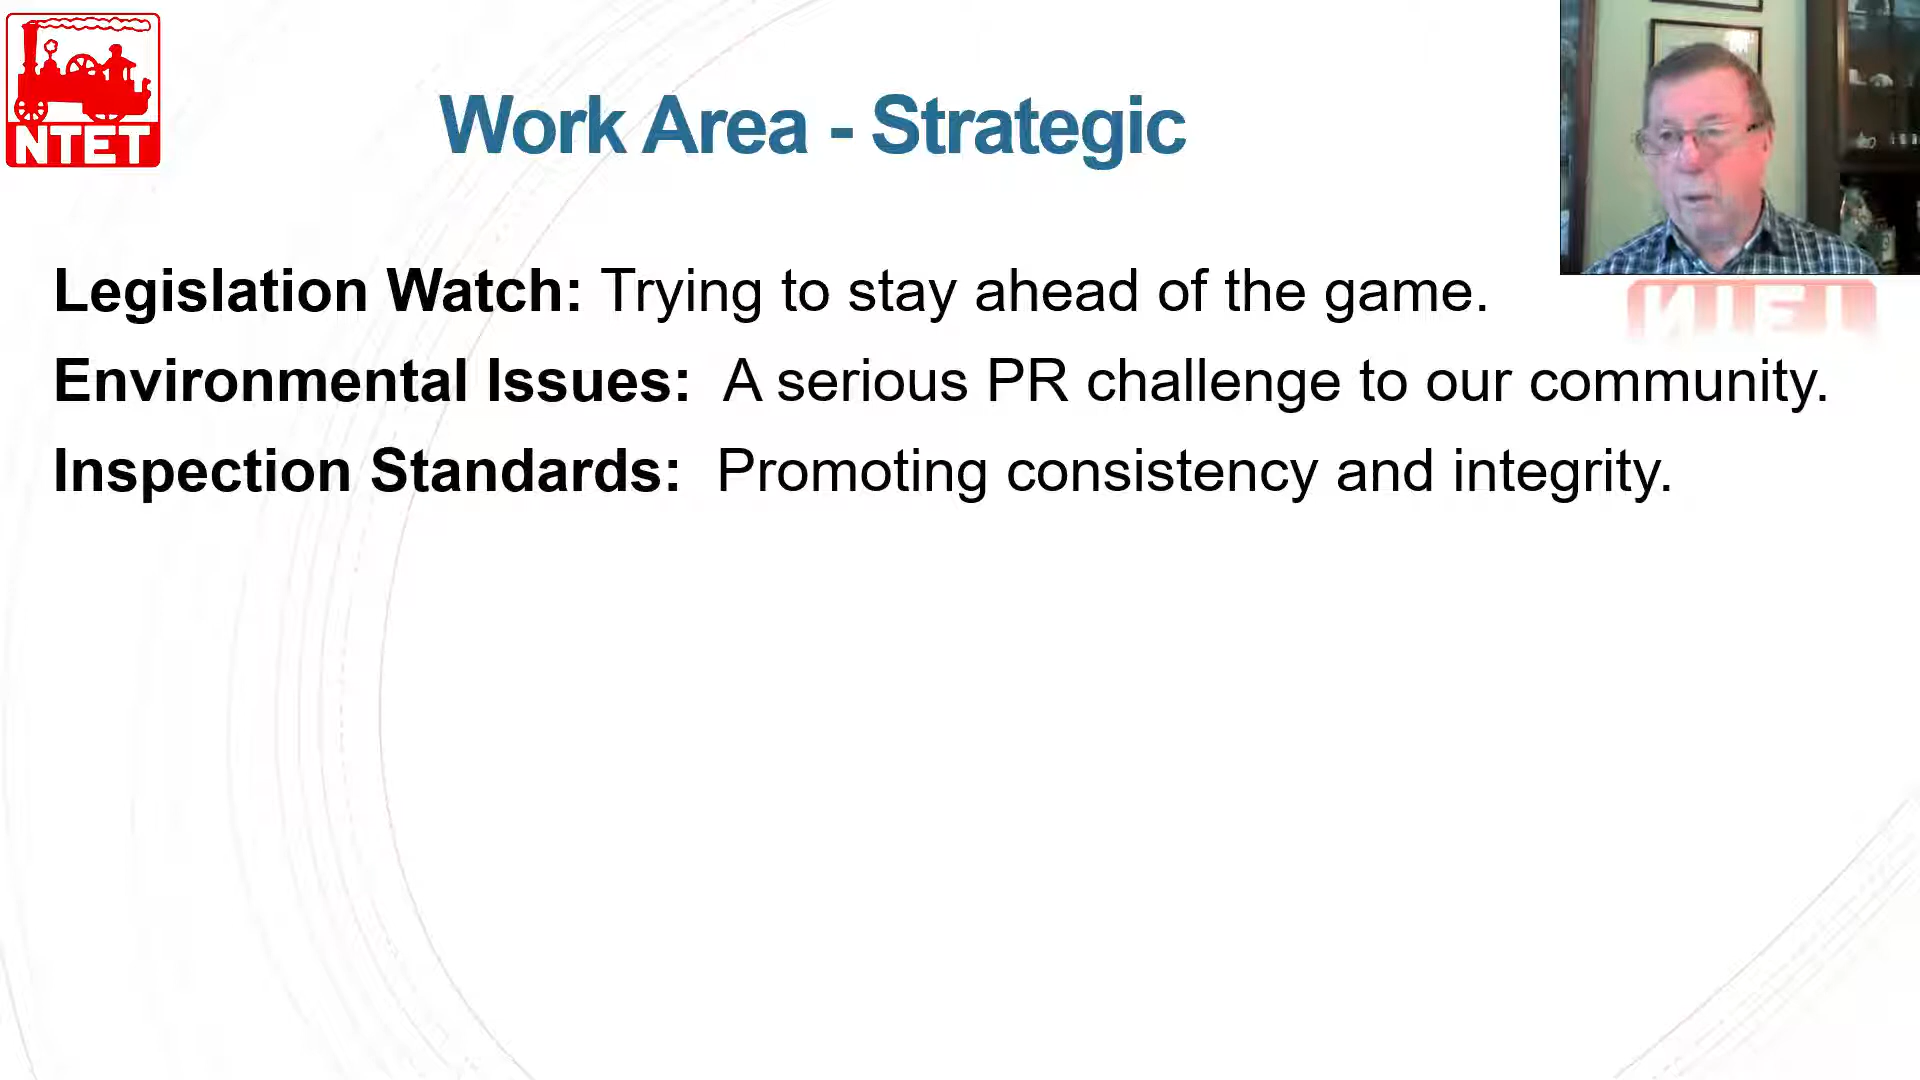 NTET
Work Area - Strategic
Legislation Watch: Trying to stay ahead of the game.
Environmental Issues: A serious PR challenge to our community.
Inspection Standards: Promoting consistency and integrity.